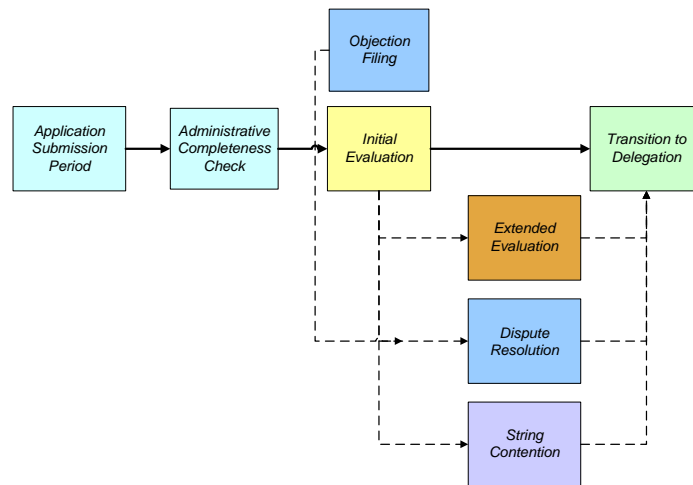 Objection
Filing
Application
Submission
Period
Administrative
Completeness
Check
Initial
Evaluation
Transition to
Delegation
Extended
Evaluation
Dispute
Resolution
String
Contention